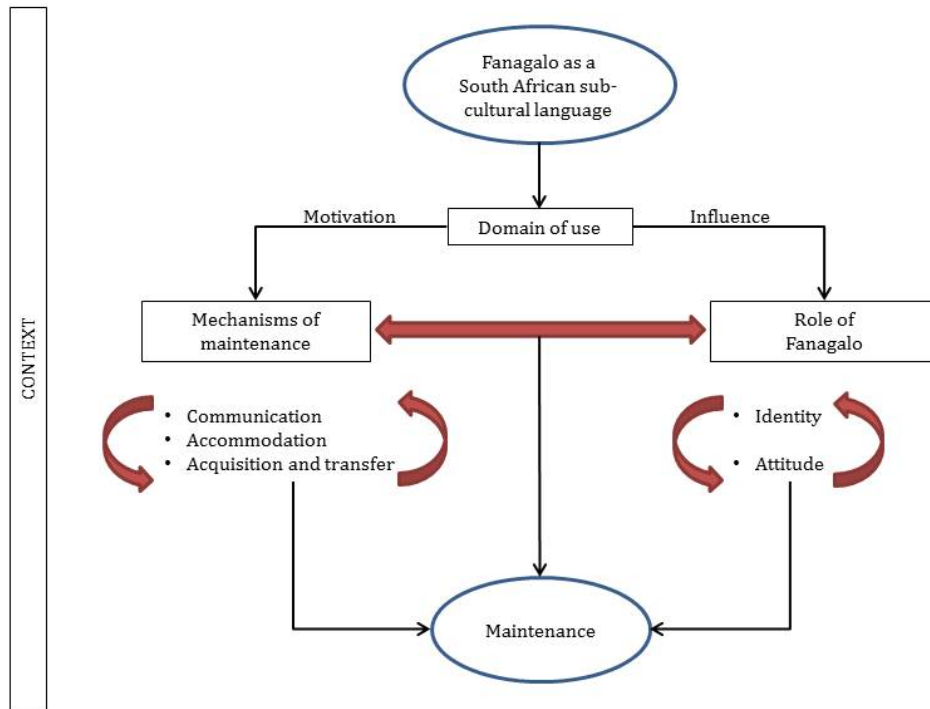 CONTEXT
Fanagalo as a
South African sub-
cultural language
Motivation
Domain of use
Influence
Mechanisms of
maintenance
Role of
Fanagalo
• Communication
• Accommodation
• Acquisition and transfer
• Identity
• Attitude
Maintenance